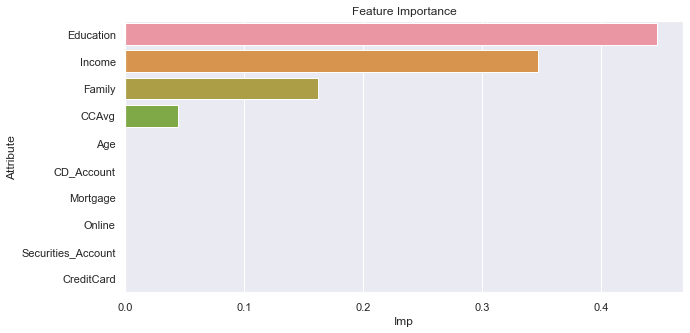 Feature Importance
Education
Income
Family
CCAvg
Age
CD_Account
Mortgage
Online
Securities_Account
CreditCard
Attribute
0.0 0.1 0.2 0.3 0.4
Imp